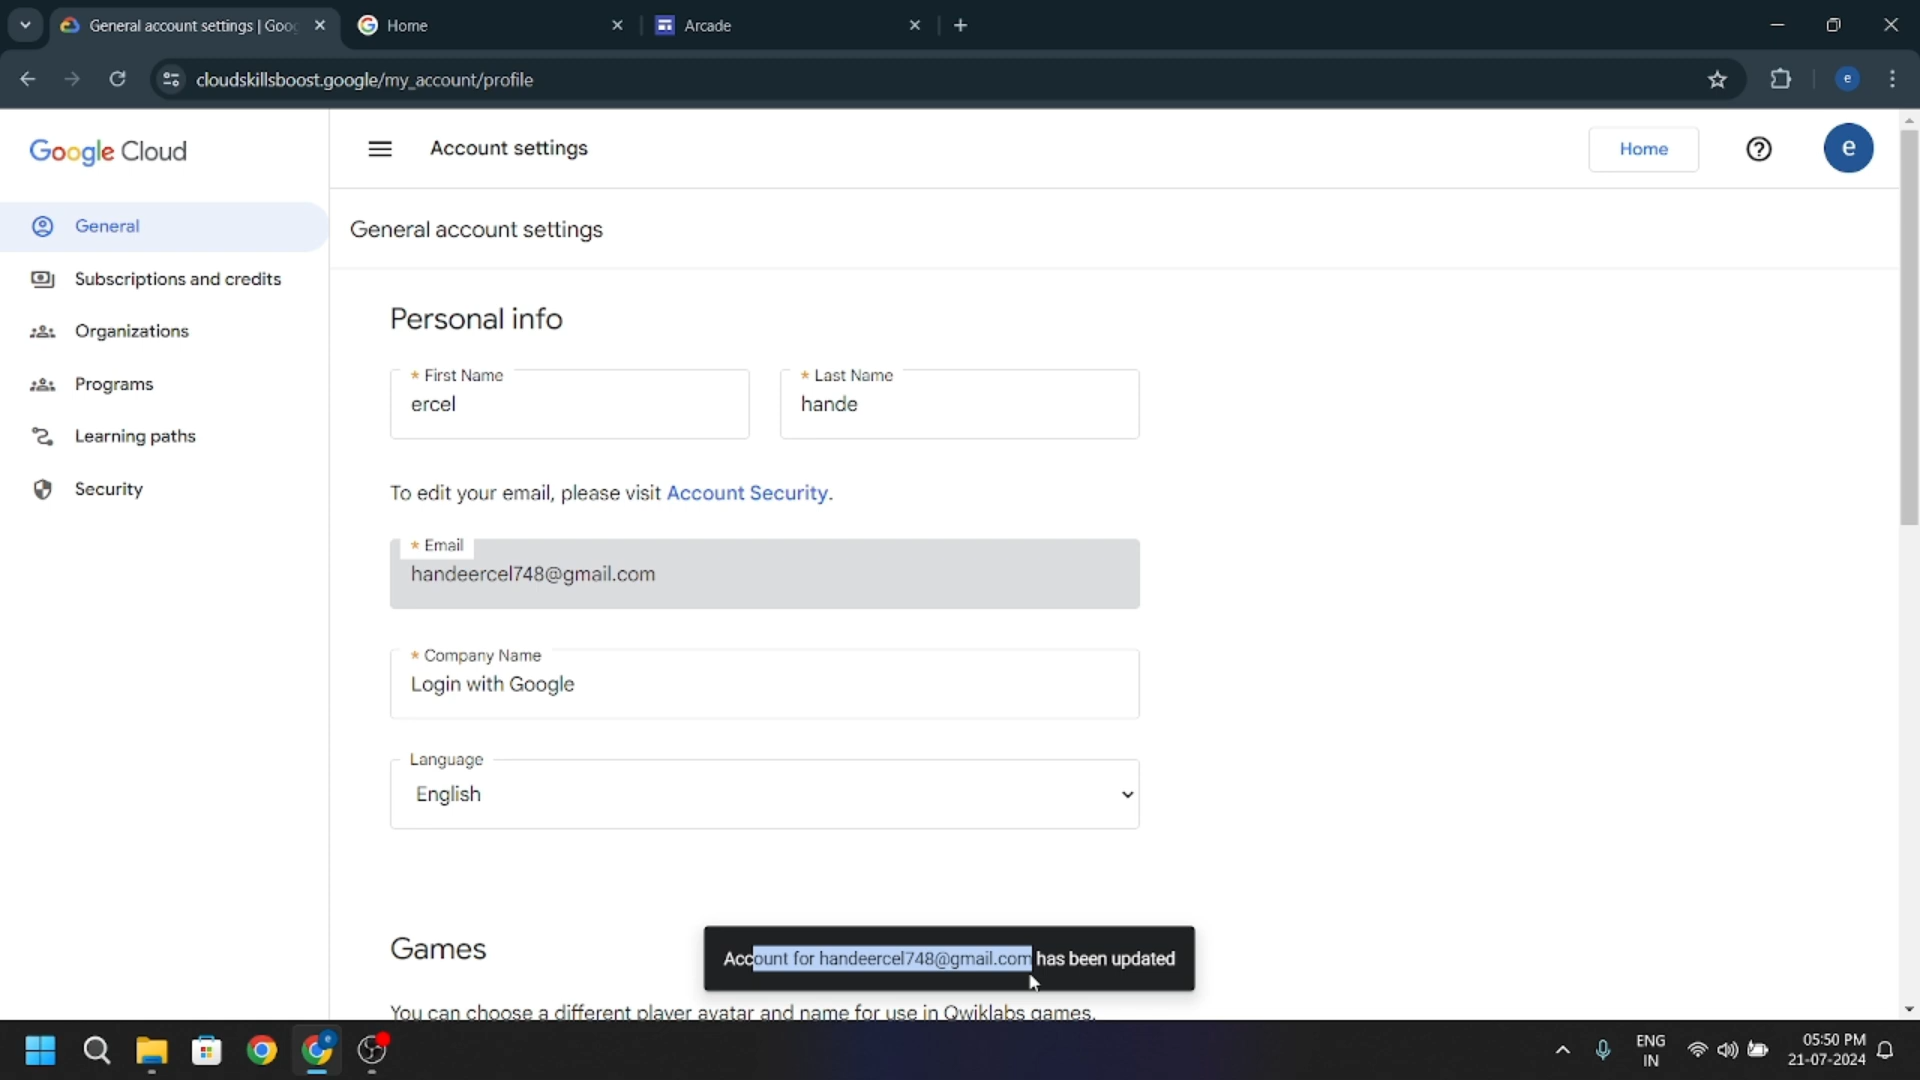 General account settings | Goo
Home
Arcade
cloudskillsboost.google/my_account/profile
e
Google Cloud
Account settings
Home
e
General
Subscriptions and credits
Organizations
Programs
Learning paths
Security
General account settings
Personal info
* First Name
ercel
* Last Name
hande
To edit your email, please visit Account Security.
* Email
handeercel748@gmail.com
* Company Name
Login with Google
Language
English
Games
Account for handeercel748@gmail.com has been updated
You can choose a different player avatar and name for use in Qwiklabs games.
ENG
IN
05:50 PM
21-07-2024